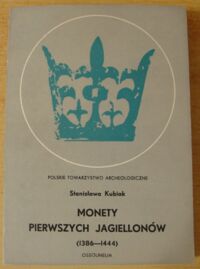 POLSKIE TOWARZYSTWO ARCHEOLOGICZNE
Stanisława Kubiak
MONETY
PIERWSZYCH JAGIELLONÓW
(1386—1444)
OSSOLINEUM